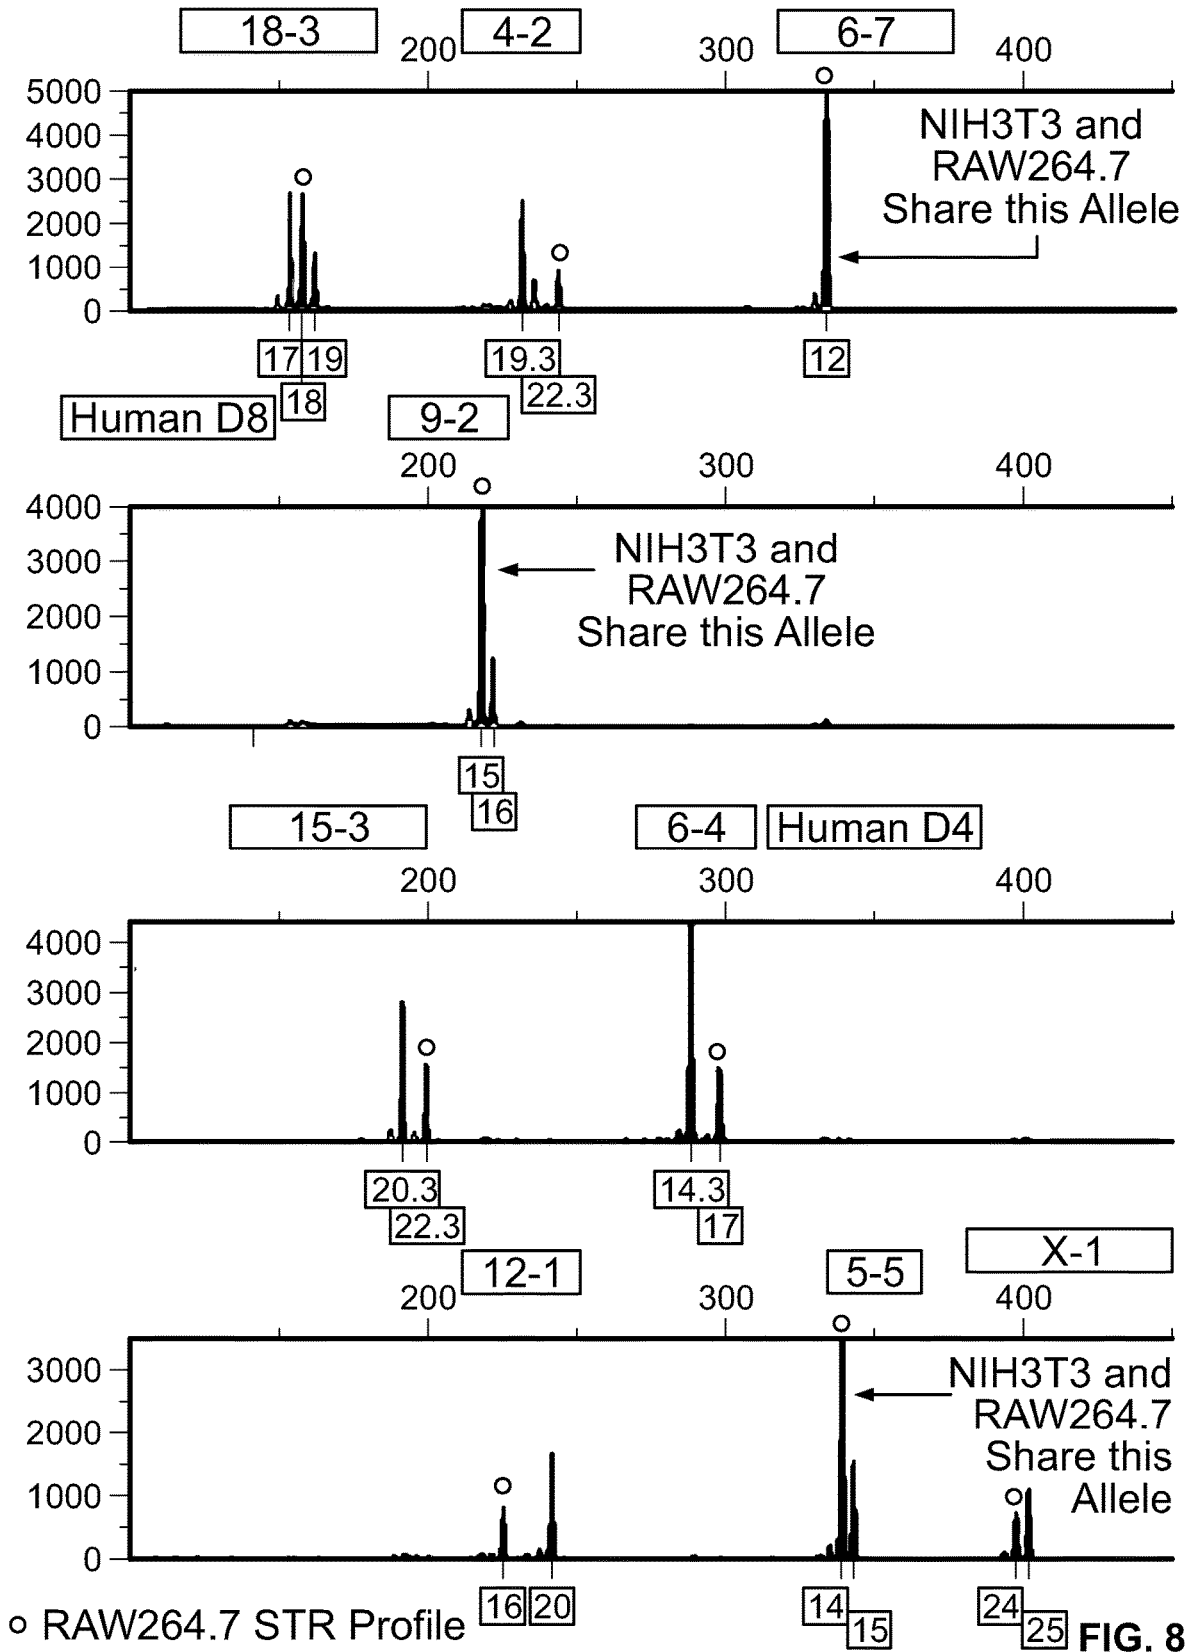 18-3 4-2 6-7
200 300 400
5000
4000
3000
2000
1000
0
NIH3T3 and
RAW264.7
Share this Allele
17 19 19.3 12
18 22.3
Human D8 9-2
200 300 400
4000
3000
2000
1000
0
NIH3T3 and
RAW264.7
Share this Allele
15
16
15-3 6-4 Human D4
200 300 400
4000
3000
2000
1000
0
20.3 14.3
22.3 17
12-1 5-5 X-1
200 300 400
3000
2000
1000
0
NIH3T3 and
RAW264.7
Share this
Allele
16 20 14 24
15 25
RAW264.7 STR Profile
FIG. 8